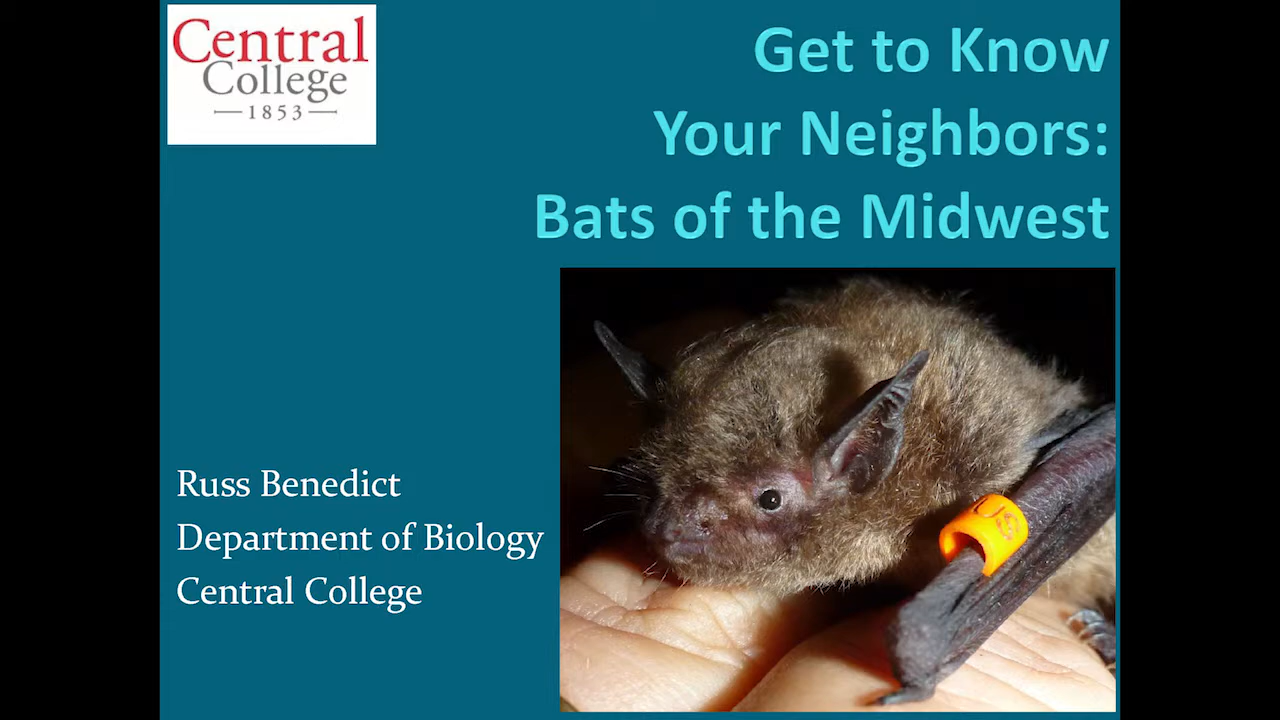 Central
College
1853
Get to Know
Your Neighbors:
Bats of the Midwest
Russ Benedict
Department of Biology
Central College